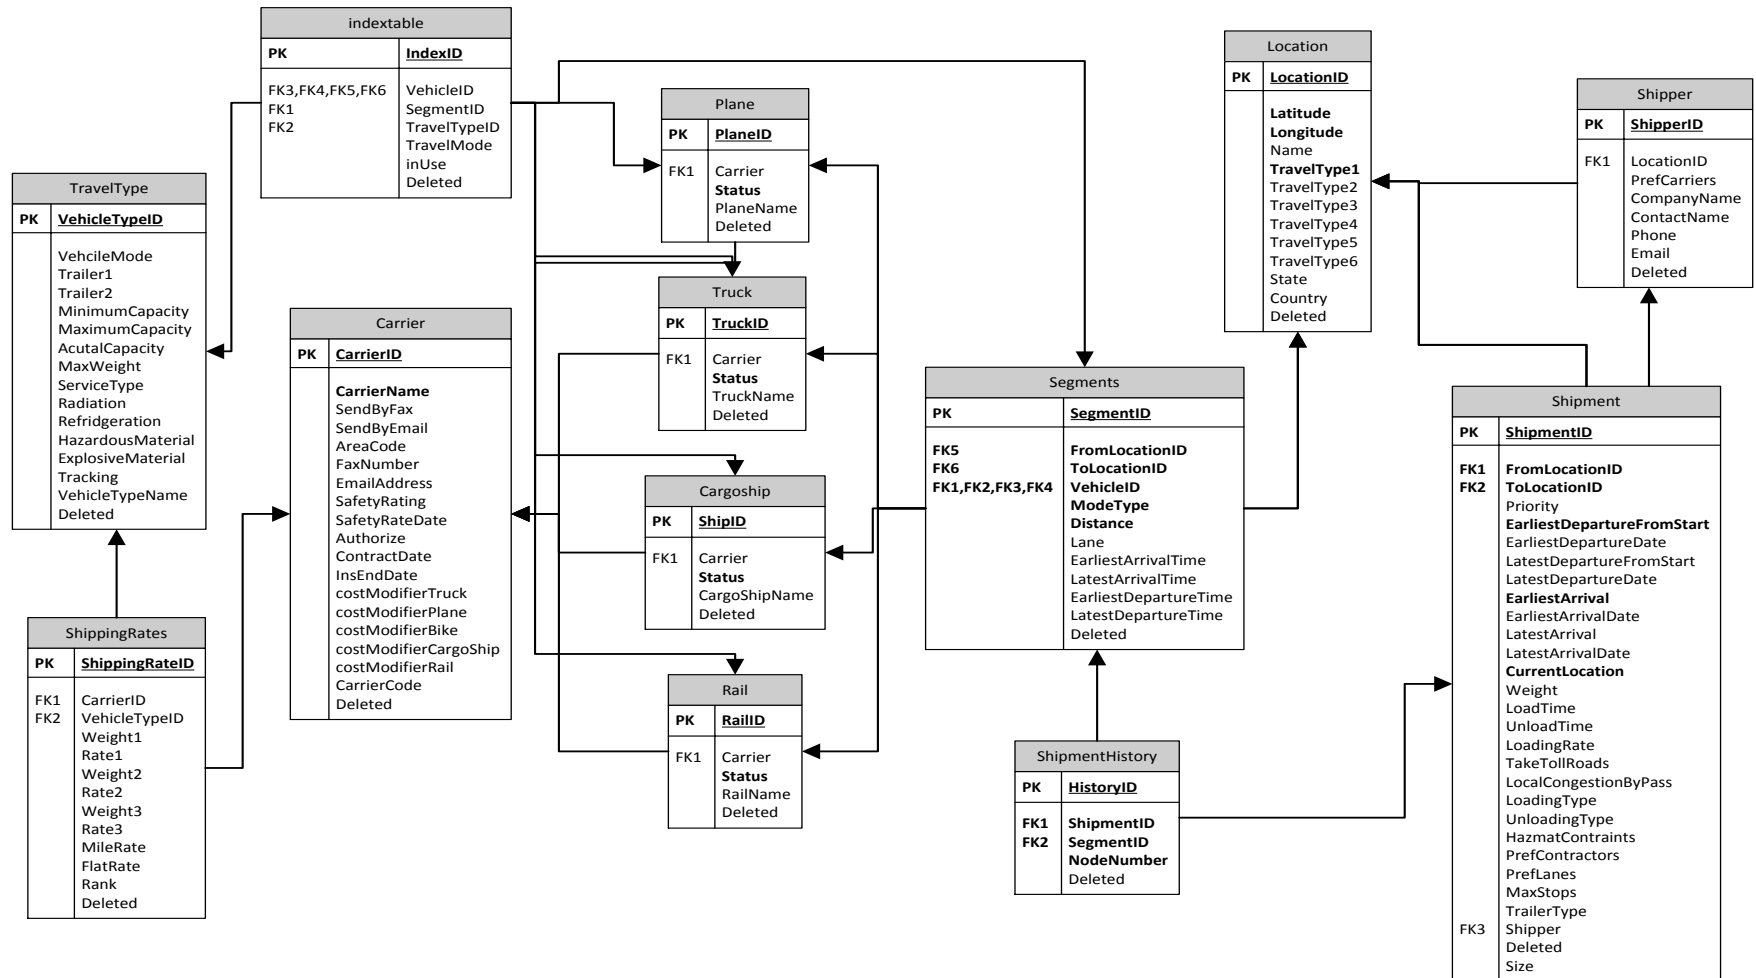 indextable
PK IndexID
FK3,FK4,FK5,FK6 VehicleID
FK1 SegmentID
FK2 TravelTypeID
TravelMode
inUse
Deleted
TravelType
PK VehicleTypeID
VehcileMode
Trailer1
Trailer2
MinimumCapacity
MaximumCapacity
AcutalCapacity
MaxWeight
ServiceType
Radiation
Refridgeration
HazardousMaterial
ExplosiveMaterial
Tracking
VehicleTypeName
Deleted
ShippingRates
PK ShippingRateID
FK1 CarrierID
FK2 VehicleTypeID
Weight1
Rate1
Weight2
Rate2
Weight3
Rate3
MileRate
FlatRate
Rank
Deleted
Carrier
PK CarrierID
CarrierName
SendByFax
SendByEmail
AreaCode
FaxNumber
EmailAddress
SafetyRating
SafetyRateDate
Authorize
ContractDate
InsEndDate
costModifierTruck
costModifierPlane
costModifierBike
costModifierCargoShip
costModifierRail
CarrierCode
Deleted
Plane
PK PlaneID
FK1 Carrier
Status
PlaneName
Deleted
Truck
PK TruckID
FK1 Carrier
Status
TruckName
Deleted
Cargoship
PK ShipID
FK1 Carrier
Status
CargoShipName
Deleted
Rail
PK RailID
FK1 Carrier
Status
RailName
Deleted
Segments
PK SegmentID
FK5 FromLocationID
FK6 ToLocationID
FK1,FK2,FK3,FK4 VehicleID
ModeType
Distance
Lane
EarliestArrivalTime
LatestArrivalTime
EarliestDepartureTime
LatestDepartureTime
Deleted
ShipmentHistory
PK HistoryID
FK1 ShipmentID
FK2 SegmentID
NodeNumber
Deleted
Location
PK LocationID
Latitude
Longitude
Name
TravelType1
TravelType2
TravelType3
TravelType4
TravelType5
TravelType6
State
Country
Deleted
Shipper
PK ShipperID
FK1 LocationID
PrefCarriers
CompanyName
ContactName
Phone
Email
Deleted
Shipment
PK ShipmentID
FK1 FromLocationID
FK2 ToLocationID
Priority
EarliestDepartureFromStart
EarliestDepartureDate
LatestDepartureFromStart
LatestDepartureDate
EarliestArrival
EarliestArrivalDate
LatestArrival
LatestArrivalDate
CurrentLocation
Weight
LoadTime
UnloadTime
LoadingRate
TakeTollRoads
LocalCongestionByPass
LoadingType
UnloadingType
HazmatContraints
PrefContractors
PrefLanes
MaxStops
TrailerType
FK3 Shipper
Deleted
Size